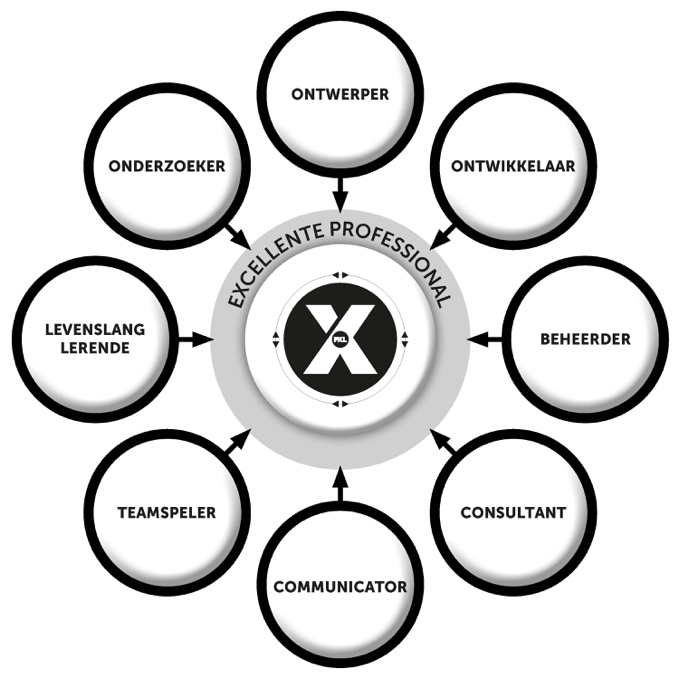 ONTWERPER
ONDERZOEKER
ONTWIKKELAAR
EXCELLENTE PROFESSIONAL
LEVENSLANG
LERENDE
X
PXL
BEHEERDER
TEAMSPELER
CONSULTANT
COMMUNICATOR